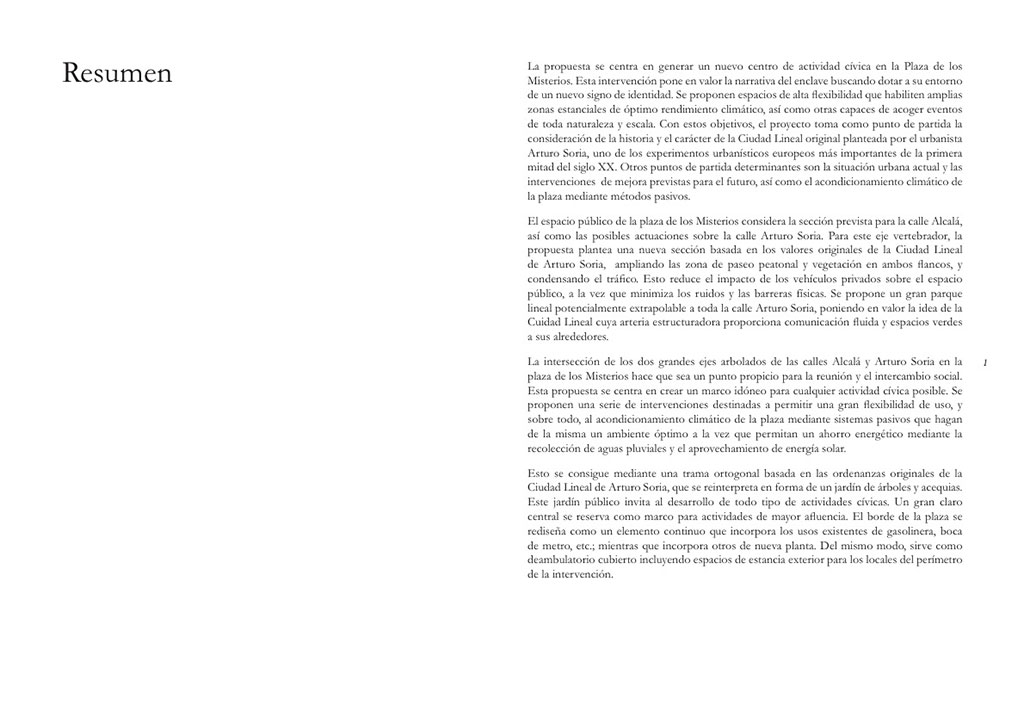 Resumen
La propuesta se centra en generar un nuevo centro de actividad cívica en la Plaza de los
Misterios. Esta intervención pone en valor la narrativa del enclave buscando dotar a su entorno
de un nuevo signo de identidad. Se proponen espacios de alta flexibilidad que habiliten amplias
zonas estanciales de óptimo rendimiento climático, así como otras capaces de acoger eventos
de toda naturaleza y escala. Con estos objetivos, el proyecto toma como punto de partida la
consideración de la historia y el carácter de la Ciudad Lineal original planteada por el urbanista
Arturo Soria, uno de los experimentos urbanísticos europeos más importantes de la primera
mitad del siglo XX. Otros puntos de partida determinantes son la situación urbana actual y las
intervenciones de mejora previstas para el futuro, así como el acondicionamiento climático de
la plaza mediante métodos pasivos.
El espacio público de la plaza de los Misterios considera la sección prevista para la calle Alcalá,
así como las posibles actuaciones sobre la calle Arturo Soria. Para este eje vertebrador, la
propuesta plantea una nueva sección basada en los valores originales de la Ciudad Lineal
de Arturo Soria, ampliando las zona de paseo peatonal y vegetación en ambos flancos, y
condensando el tráfico. Esto reduce el impacto de los vehículos privados sobre el espacio
público, a la vez que minimiza los ruidos y las barreras físicas. Se propone un gran parque
lineal potencialmente extrapolable a toda la calle Arturo Soria, poniendo en valor la idea de la
Cuidad Lineal cuya arteria estructuradora proporciona comunicación fluida y espacios verdes
a sus alrededores.
La intersección de los dos grandes ejes arbolados de las calles Alcalá y Arturo Soria en la
plaza de los Misterios hace que sea un punto propicio para la reunión y el intercambio social.
Esta propuesta se centra en crear un marco idóneo para cualquier actividad cívica posible. Se
proponen una serie de intervenciones destinadas a permitir una gran flexibilidad de uso, y
sobre todo, al acondicionamiento climático de la plaza mediante sistemas pasivos que hagan
de la misma un ambiente óptimo a la vez que permitan un ahorro energético mediante la
recolección de aguas pluviales y el aprovechamiento de energía solar.
Esto se consigue mediante una trama ortogonal basada en las ordenanzas originales de la
Ciudad Lineal de Arturo Soria, que se reinterpreta en forma de un jardín de árboles y acequias.
Este jardín público invita al desarrollo de todo tipo de actividades cívicas. Un gran claro
central se reserva como marco para actividades de mayor afluencia. El borde de la plaza se
rediseña como un elemento continuo que incorpora los usos existentes de gasolinera, boca
de metro, etc.; mientras que incorpora otros de nueva planta. Del mismo modo, sirve como
deambulatorio cubierto incluyendo espacios de estancia exterior para los locales del perímetro
de la intervención.
1